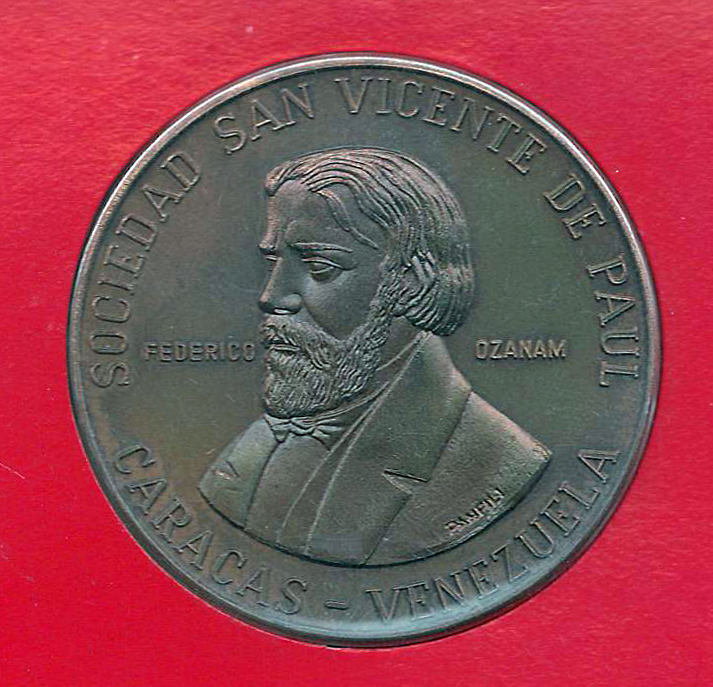 SOCIEDAD SAN VICENTE DE PAUL
FEDERICO OZANAM
CARACAS – VENEZUELA